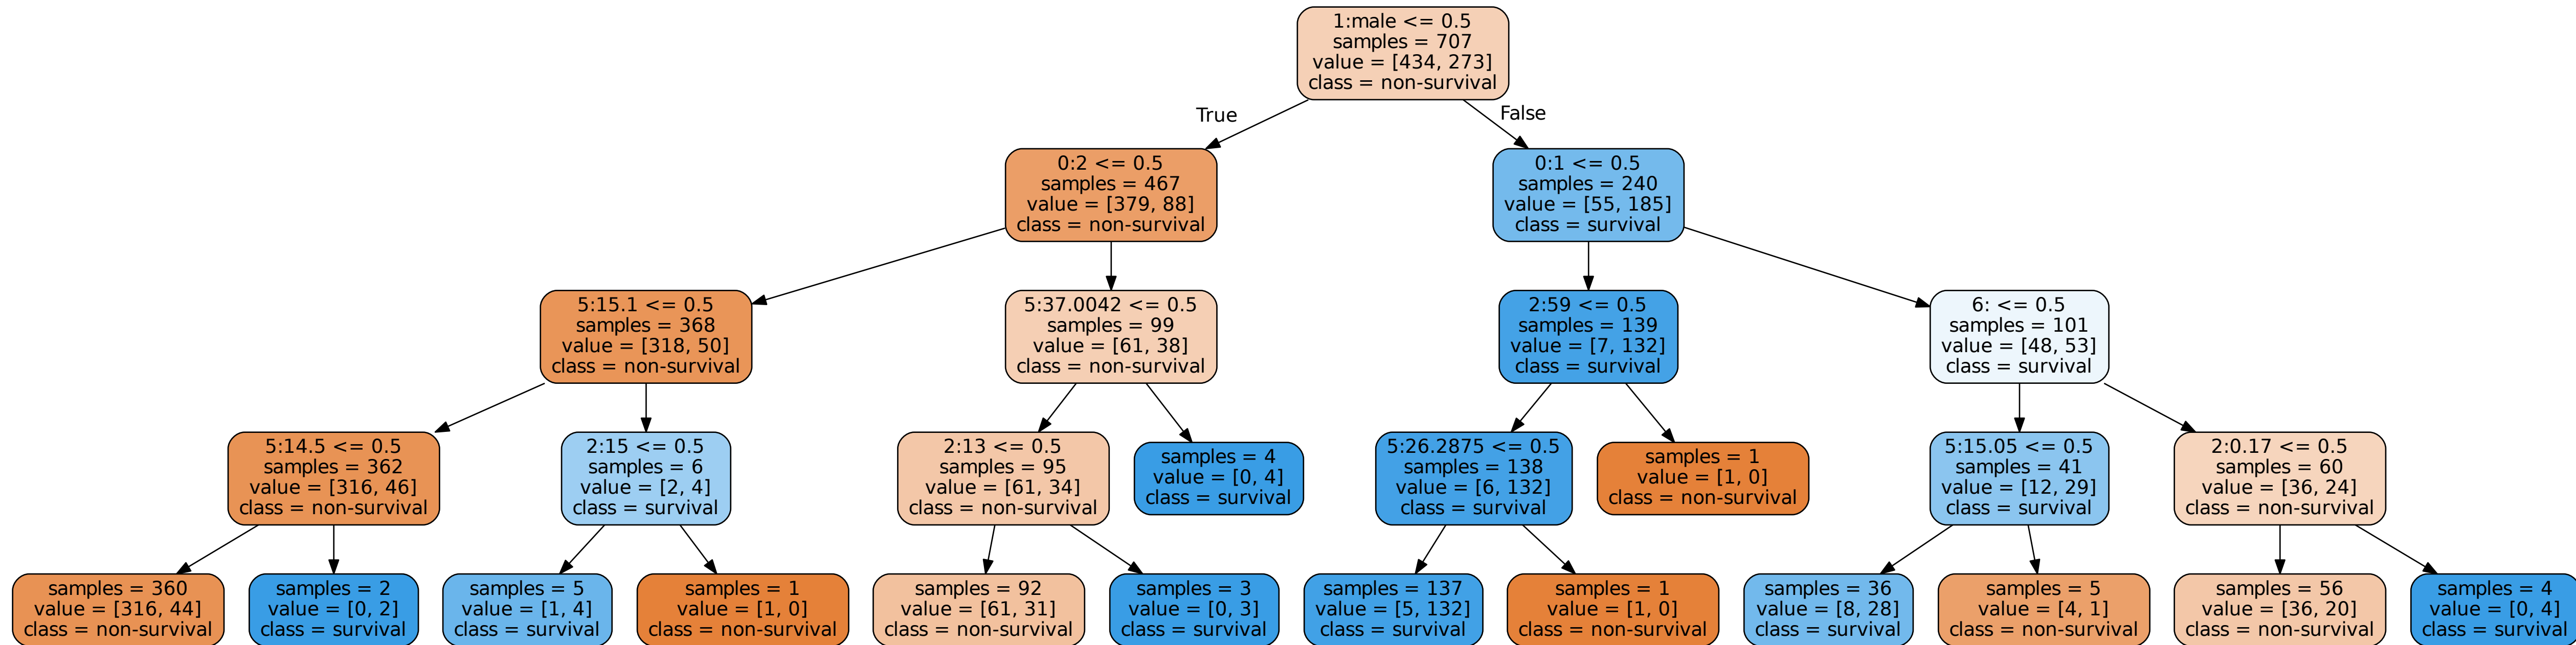 1:male <= 0.5
samples = 707
value = [434, 273]
class = non-survival
True
False
0:2 <= 0.5
samples = 467
value = [379, 88]
class = non-survival
0:1 <= 0.5
samples = 240
value = [55, 185]
class = survival
5:15.1 <= 0.5
samples = 368
value = [318, 50]
class = non-survival
5:37.0042 <= 0.5
samples = 99
value = [61, 38]
class = non-survival
2:59 <= 0.5
samples = 139
value = [7, 132]
class = survival
6: <= 0.5
samples = 101
value = [48, 53]
class = survival
5:14.5 <= 0.5
samples = 362
value = [316, 46]
class = non-survival
2:15 <= 0.5
samples = 6
value = [2, 4]
class = survival
2:13 <= 0.5
samples = 95
value = [61, 34]
class = non-survival
samples = 4
value = [0, 4]
class = survival
5:26.2875 <= 0.5
samples = 138
value = [6, 132]
class = survival
samples = 1
value = [1, 0]
class = non-survival
5:15.05 <= 0.5
samples = 41
value = [12, 29]
class = survival
2:0.17 <= 0.5
samples = 60
value = [36, 24]
class = non-survival
samples = 360
value = [316, 44]
class = non-survival
samples = 2
value = [0, 2]
class = survival
samples = 5
value = [1, 4]
class = survival
samples = 1
value = [1, 0]
class = non-survival
samples = 92
value = [61, 31]
class = non-survival
samples = 3
value = [0, 3]
class = survival
samples = 137
value = [5, 132]
class = survival
samples = 1
value = [1, 0]
class = non-survival
samples = 36
value = [8, 28]
class = survival
samples = 5
value = [4, 1]
class = non-survival
samples = 56
value = [36, 20]
class = non-survival
samples = 4
value = [0, 4]
class = survival